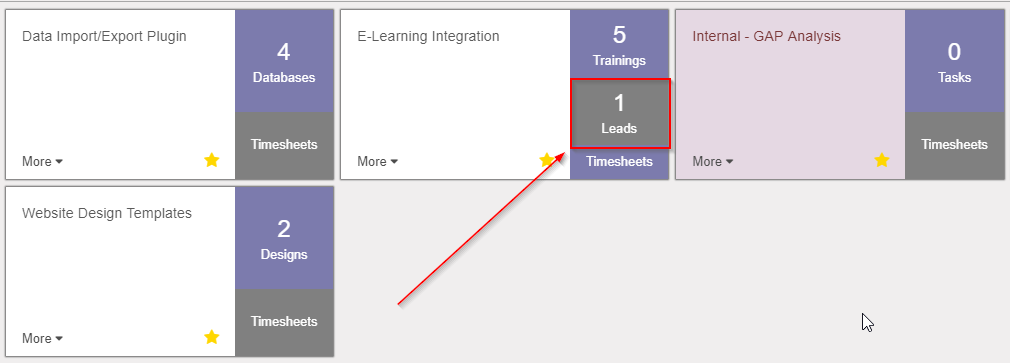 Data Import/Export Plugin
4
Databases
Timesheets
More
E-Learning Integration
5
Trainings
1
Leads
Timesheets
More
Internal - GAP Analysis
0
Tasks
Timesheets
More
Website Design Templates
2
Designs
Timesheets
More